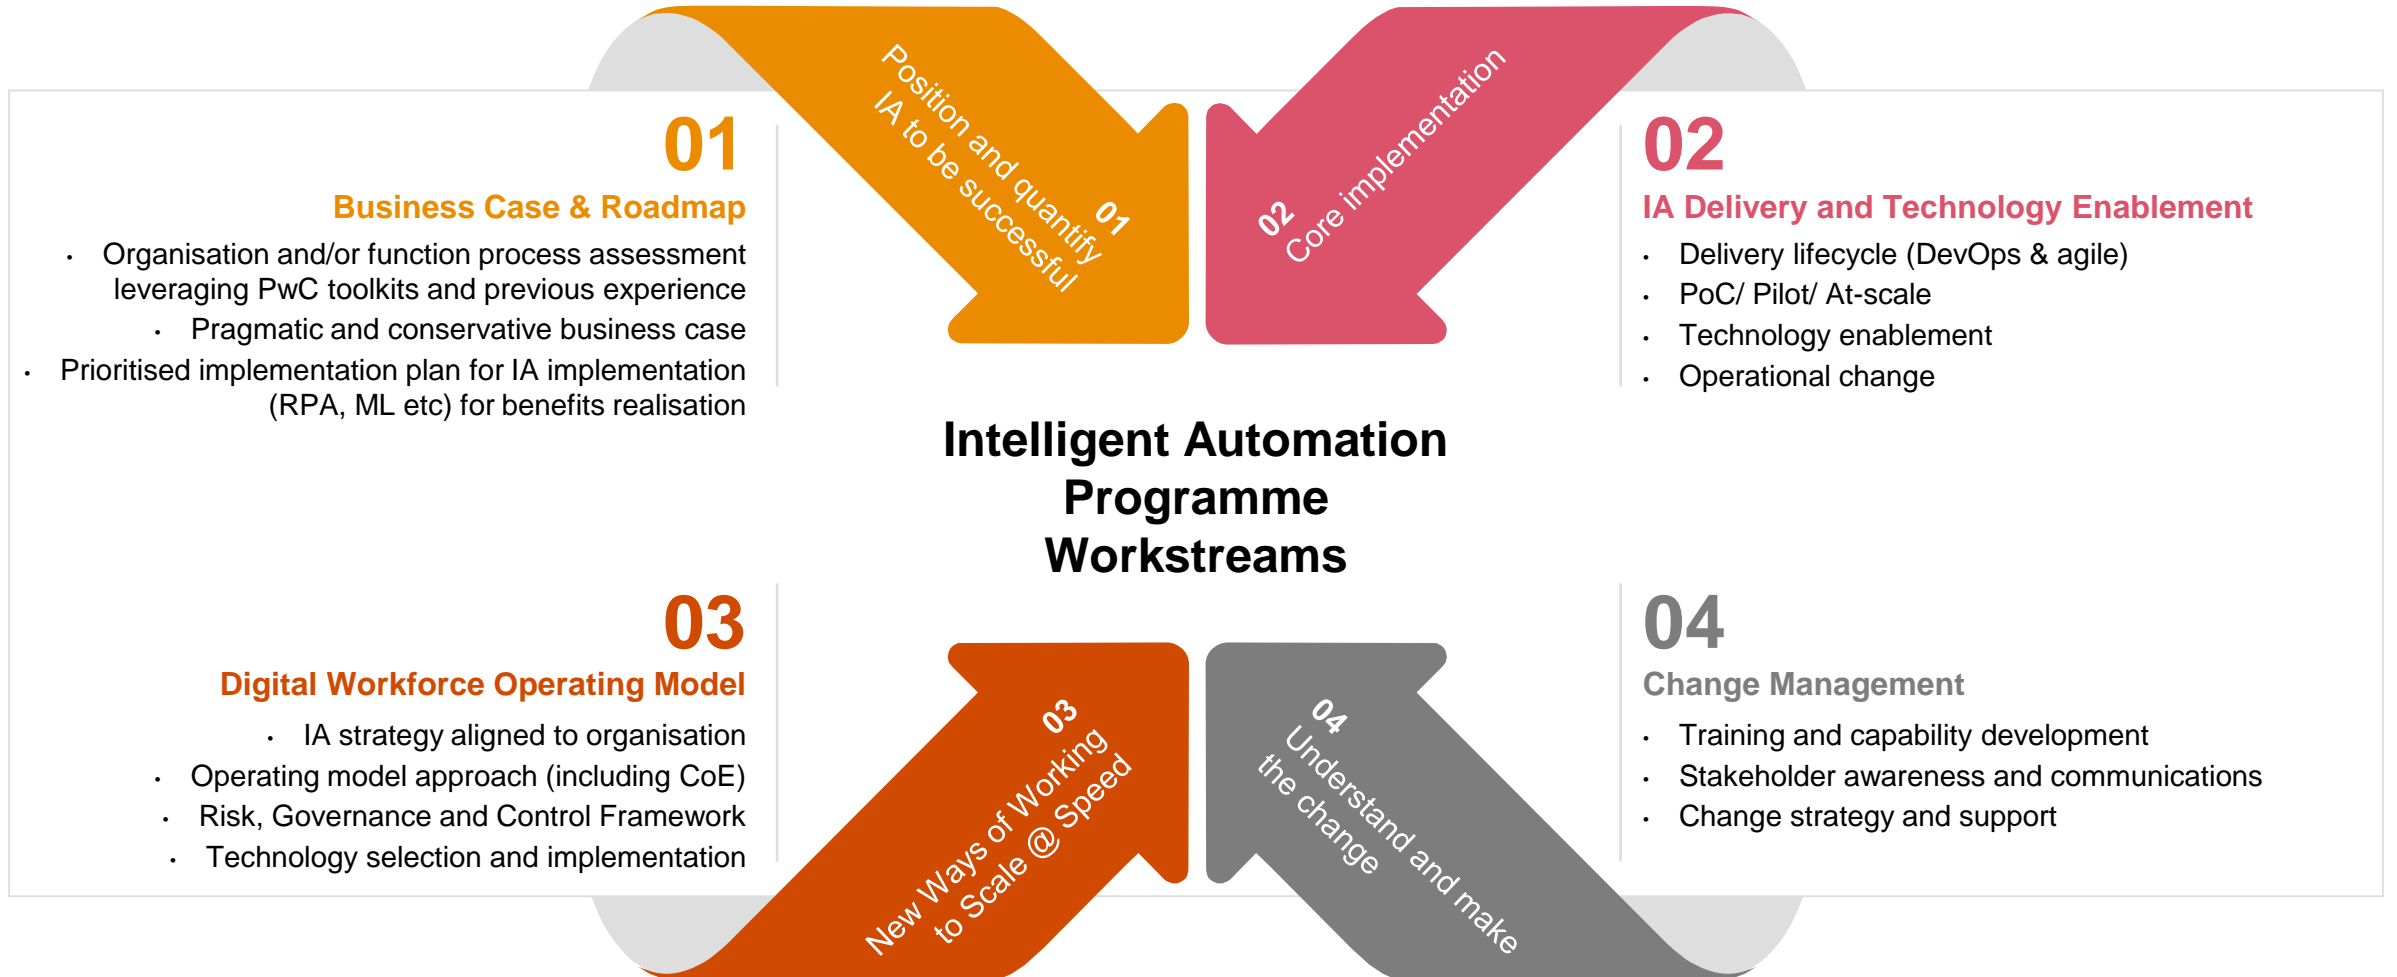 Position and quantify
IA to be successful
01
02
Core implementation
01
Business Case & Roadmap
• Organisation and/or function process assessment
leveraging PwC toolkits and previous experience
• Pragmatic and conservative business case
• Prioritised implementation plan for IA implementation
(RPA, ML etc) for benefits realisation
02
IA Delivery and Technology Enablement
• Delivery lifecycle (DevOps & agile)
• PoC/ Pilot/ At-scale
• Technology enablement
• Operational change
Intelligent Automation
Programme
Workstreams
03
Digital Workforce Operating Model
• IA strategy aligned to organisation
• Operating model approach (including CoE)
• Risk, Governance and Control Framework
• Technology selection and implementation
03
New Ways of Working
to Scale @ Speed
04
Understand and make
the change
04
Change Management
• Training and capability development
• Stakeholder awareness and communications
• Change strategy and support